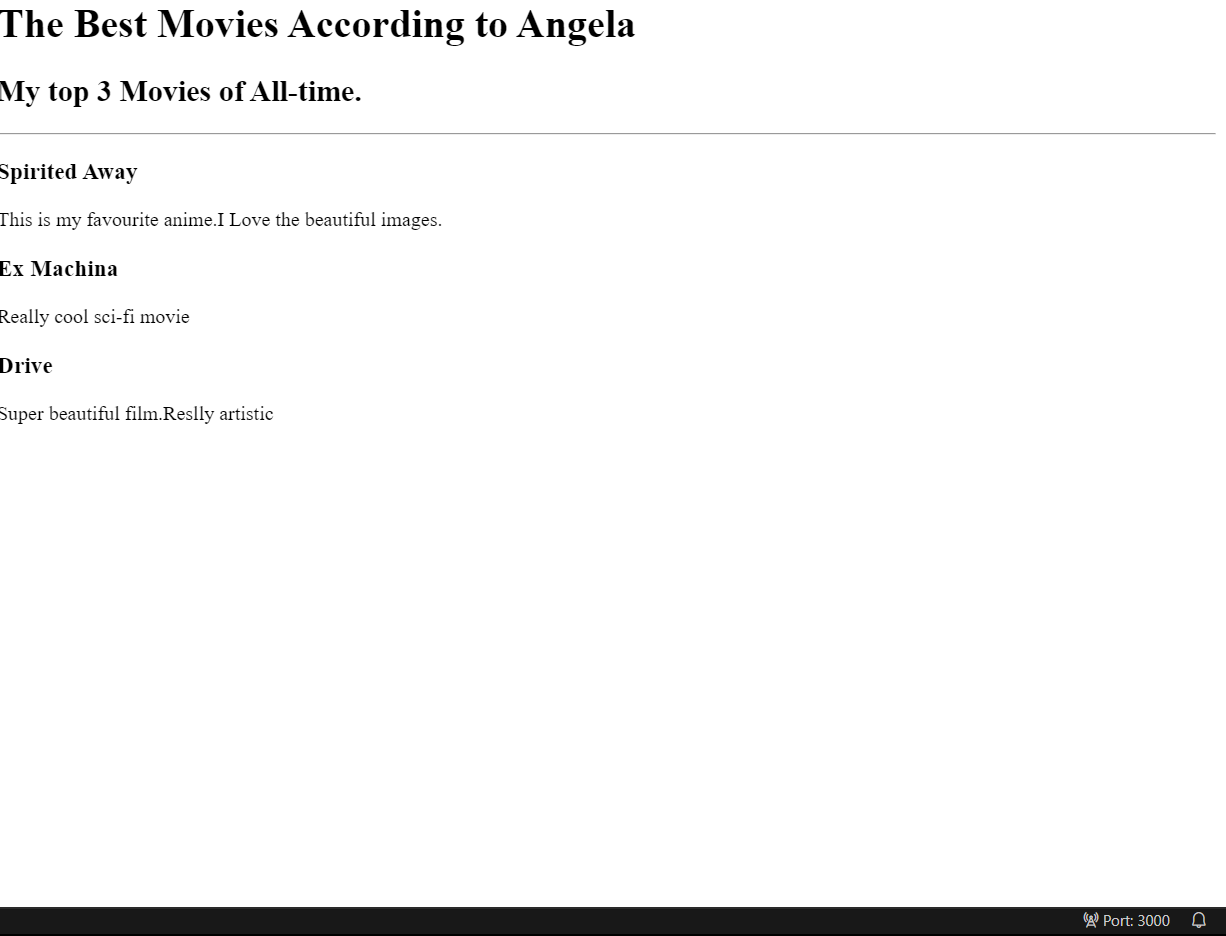 The Best Movies According to Angela
My top 3 Movies of All-time.
Spirited Away
This is my favourite anime.I Love the beautiful images.
Ex Machina
Really cool sci-fi movie
Drive
Super beautiful film.Reslly artistic
Port: 3000